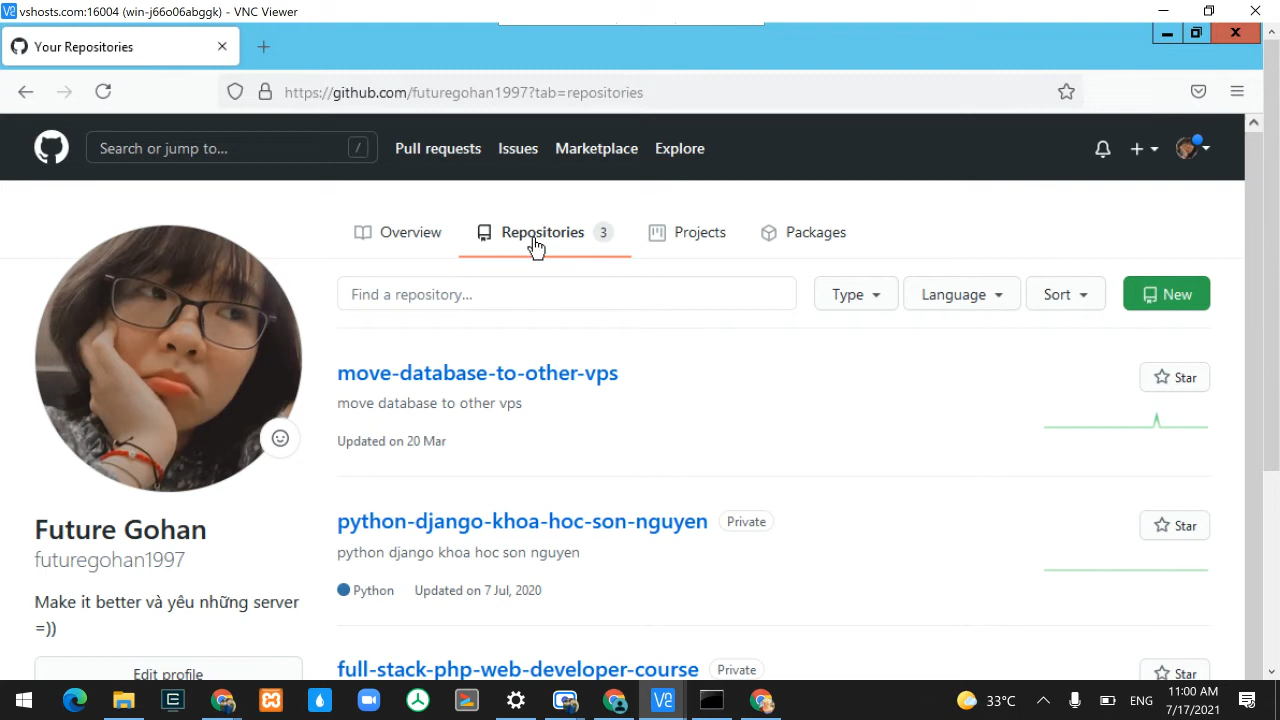 vshosts.com:16004 (win-j66o06abggk) - VNC Viewer
Your Repositories
https://github.com/futuregohan1997?tab=repositories
Search or jump to... /
Pull requests Issues Marketplace Explore
Overview Repositories 3 Projects Packages
Find a repository... Type Language Sort New
move-database-to-other-vps
Star
move database to other vps
Updated on 20 Mar
python-django-khoa-hoc-son-nguyen Private
Star
python django khoa hoc son nguyen
Python Updated on 7 Jul, 2020
full-stack-php-web-developer-course Private
Star
Future Gohan
futuregohan1997
Make it better và yêu những server
=))
Edit profile
33°C ENG 11:00 AM
7/17/2021